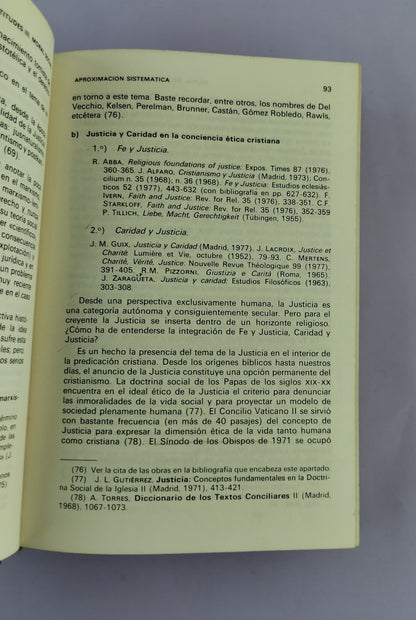 APROXIMACION SISTEMATICA
93
en torno a este tema. Baste recordar, entre otros, los nombres de Del
Vecchio, Kelsen, Perelman, Brunner, Castán, Gómez Robledo, Rawls,
etcétera (76).
b) Justicia y Caridad en la conciencia ética cristiana
1.º) Fe y Justicia.
R. ABBA, Religious foundations of justice: Expos. Times 87 (1976),
360-365. J. ALFARO, Cristianismo y Justicia (Madrid, 1973); Con-
cilium n. 35 (1968); n. 36 (1968). Fe y Justicia: Estudios eclesiás-
ticos 52 (1977), 443-632 (con bibliografía en pp. 627-632). F.
IVERN, Faith and Justice: Rev. for Rel. 35 (1976), 338-351. C.F.
STARKLOFF, Faith and Justice: Rev. for Rel. 35 (1976), 352-359
P. TILLICH, Liebe, Macht, Gerechtigkeit (Tübingen, 1955).
2.º) Caridad y Justicia.
J. M. GUIX, Justicia y Caridad (Madrid, 1977). J. LACROIX, Justice et
Charité: Lumière et Vie, octubre (1952), 79-93. C. MERTENS,
Charité, Vérité, Justice: Nouvelle Revue Théologique 99 (1977),
391-405. R.M. PIZZORNI, Giustizia e Carità (Roma, 1965).
J. ZARAGÜETA, Justicia y caridad: Estudios Filosóficos (1963),
303-308.
Desde una perspectiva exclusivamente humana, la Justicia es
una categoría autónoma y consiguientemente secular. Pero para el
creyente la Justicia se inserta dentro de un horizonte religioso.
¿Cómo ha de entenderse la integración de Fe y Justicia, Caridad y
Justicia?
Es un hecho la presencia del tema de la Justicia en el interior de
la predicación cristiana. Desde los orígenes bíblicos hasta nuestros
días, el anuncio de la Justicia constituye una opción permanente del
cristianismo. La doctrina social de los Papas de los siglos XIX-XX
encuentra en el ideal ético de la Justicia el criterio para denunciar
las inmoralidades de la vida social y para proyectar un modelo de
sociedad plenamente humana (77). El Concilio Vaticano II se sirvió
con bastante frecuencia (en más de 40 pasajes) del concepto de
Justicia para expresar la dimensión ética de la vida tanto humana
como cristiana (78). El Sínodo de los Obispos de 1971 se ocupó
(76) Ver la cita de las obras en la bibliografía que encabeza este apartado.
(77) J. L. GUTIÉRREZ, Justicia: Conceptos fundamentales en la Doctri-
na Social de la Iglesia II (Madrid, 1971), 413-421.
(78) A. TORRES, Diccionario de los Textos Conciliares II (Madrid,
1968), 1067-1073.